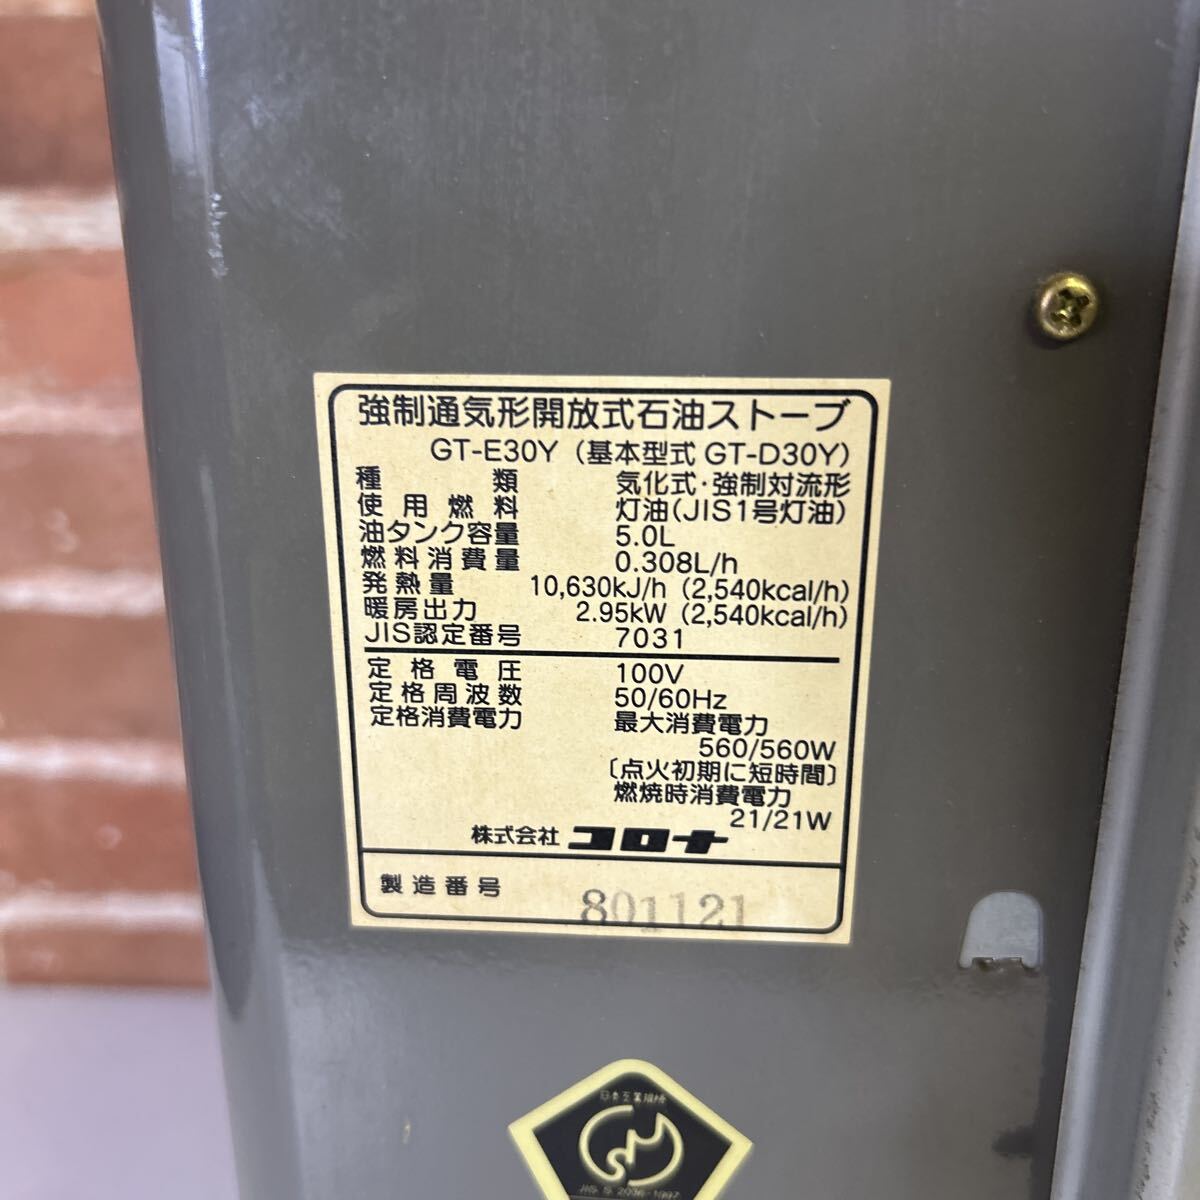 強制通気形開放式石油ストーブ
GT-E30Y (基本型式 GT-D30Y)
種類 気化式・強制対流形
使用燃料 灯油(JIS1号灯油)
油タンク容量 5.0L
燃料消費量 0.308L/h
発熱量 10,630kJ/h (2,540kcal/h)
暖房出力 2.95kW (2,540kcal/h)
JIS認定番号 7031
定格電圧 100V
定格周波数 50/60Hz
定格消費電力 最大消費電力
560/560W
〔点火初期に短時間〕
燃焼時消費電力
21/21W
株式会社 コロナ
製造番号 801121
JIS S 2036-1997